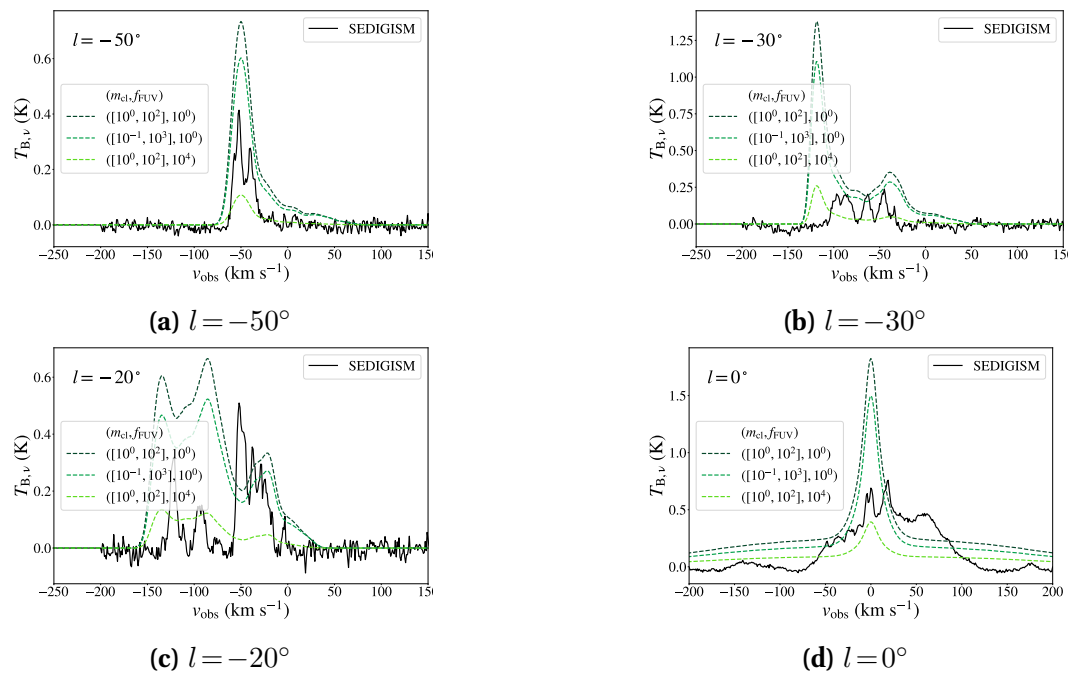 l = −50°
SEDIGISM
(m_cl, f_FUV)
([10^0, 10^2], 10^0)
([10^−1, 10^3], 10^0)
([10^0, 10^2], 10^4)
T_B,ν (K)
0.6
0.4
0.2
0.0
−250 −200 −150 −100 −50 0 50 100 15
v_obs (km s^−1)
(a) l = −50°
l = −30°
SEDIGISM
(m_cl, f_FUV)
([10^0, 10^2], 10^0)
([10^−1, 10^3], 10^0)
([10^0, 10^2], 10^4)
T_B,ν (K)
1.25
1.00
0.75
0.50
0.25
0.00
−250 −200 −150 −100 −50 0 50 100 150
v_obs (km s^−1)
(b) l = −30°
l = −20°
SEDIGISM
(m_cl, f_FUV)
([10^0, 10^2], 10^0)
([10^−1, 10^3], 10^0)
([10^0, 10^2], 10^4)
T_B,ν (K)
0.6
0.4
0.2
0.0
−250 −200 −150 −100 −50 0 50 100 15
v_obs (km s^−1)
(c) l = −20°
l = 0°
SEDIGISM
(m_cl, f_FUV)
([10^0, 10^2], 10^0)
([10^−1, 10^3], 10^0)
([10^0, 10^2], 10^4)
T_B,ν (K)
1.5
1.0
0.5
0.0
−200 −150 −100 −50 0 50 100 150 200
v_obs (km s^−1)
(d) l = 0°